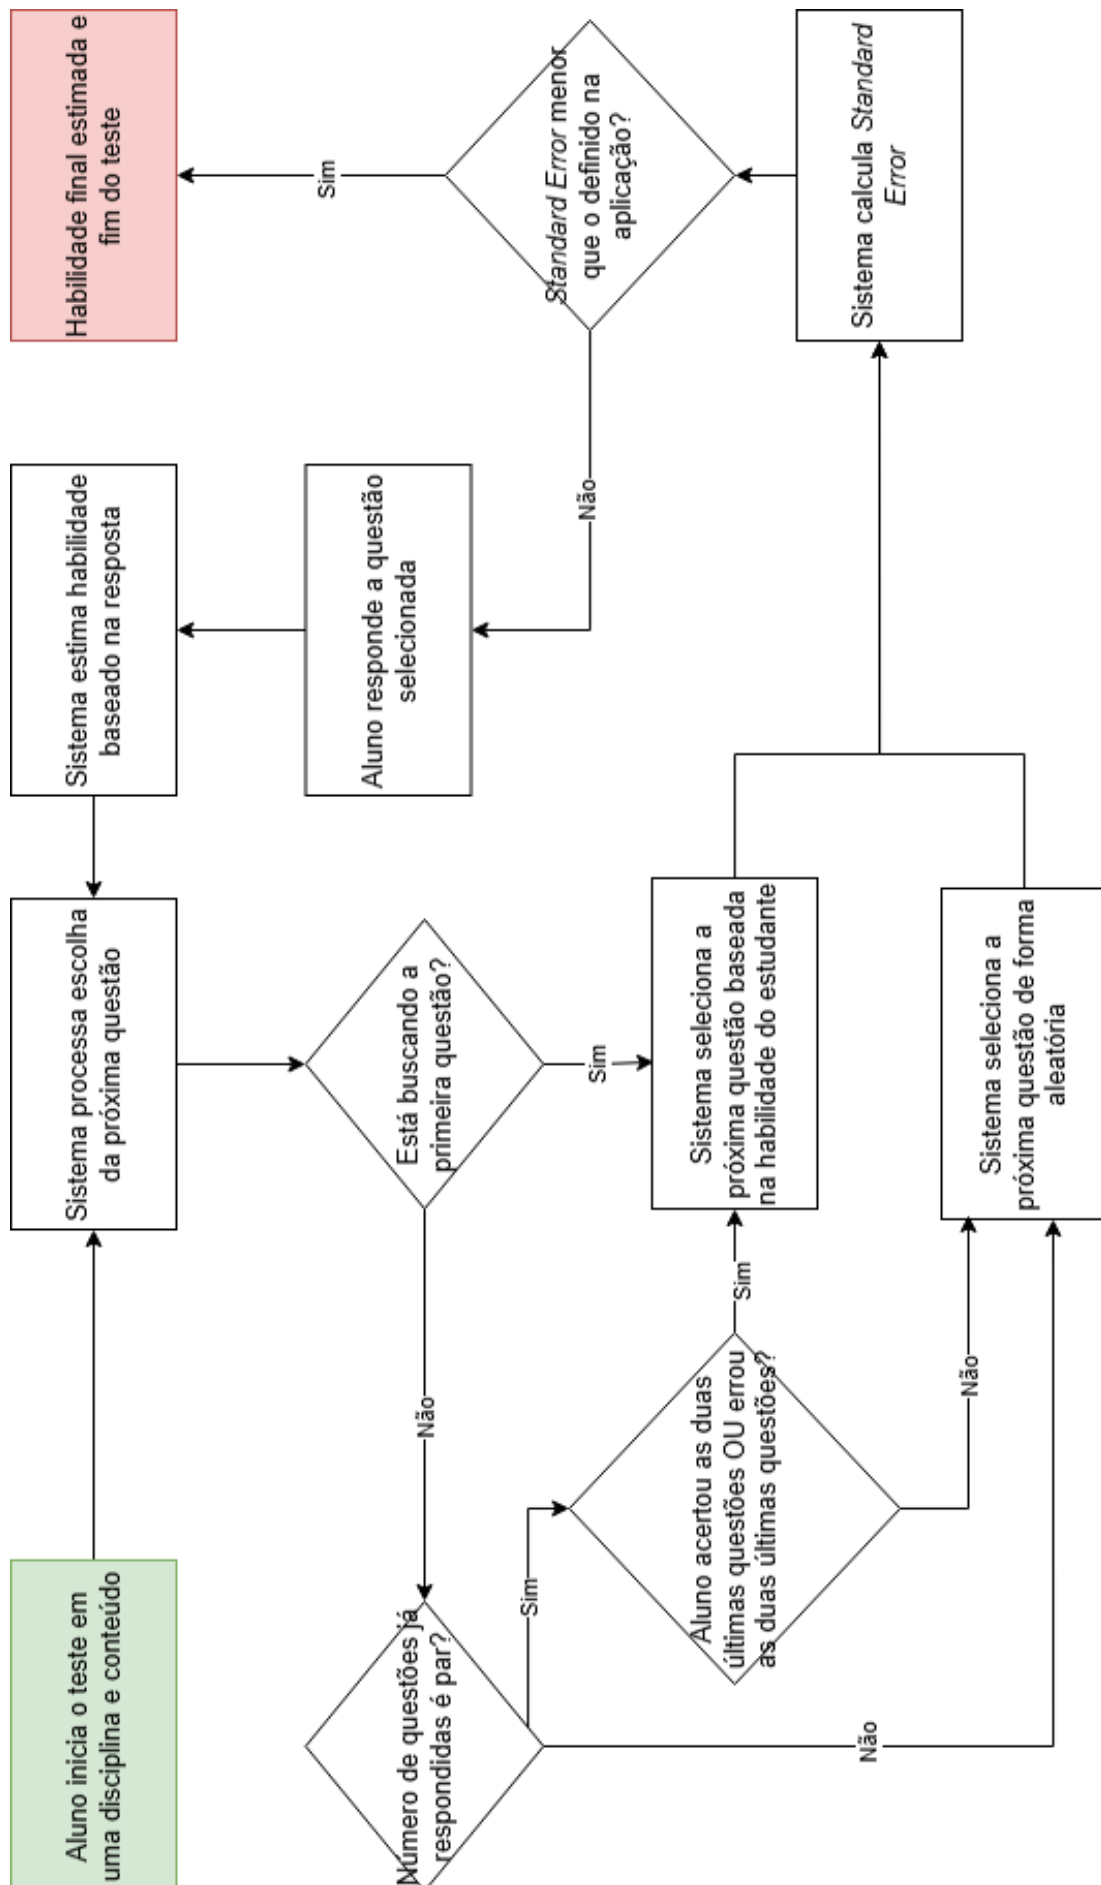 Aluno inicia o teste em
uma disciplina e conteúdo
Sistema processa escolha
da próxima questão
Sistema estima habilidade
baseado na resposta
Habilidade final estimada e
fim do teste
Número de questões já
respondidas é par?
Não
Está buscando a
primeira questão?
Aluno responde a questão
selecionada
Sim
Sim
Sim
Não
Standard Error menor
que o definido na
aplicação?
Aluno acertou as duas
últimas questões OU errou
as duas últimas questões?
Sim
Sistema seleciona a
próxima questão baseada
na habilidade do estudante
Sistema calcula Standard
Error
Não
Não
Sistema seleciona a
próxima questão de forma
aleatória